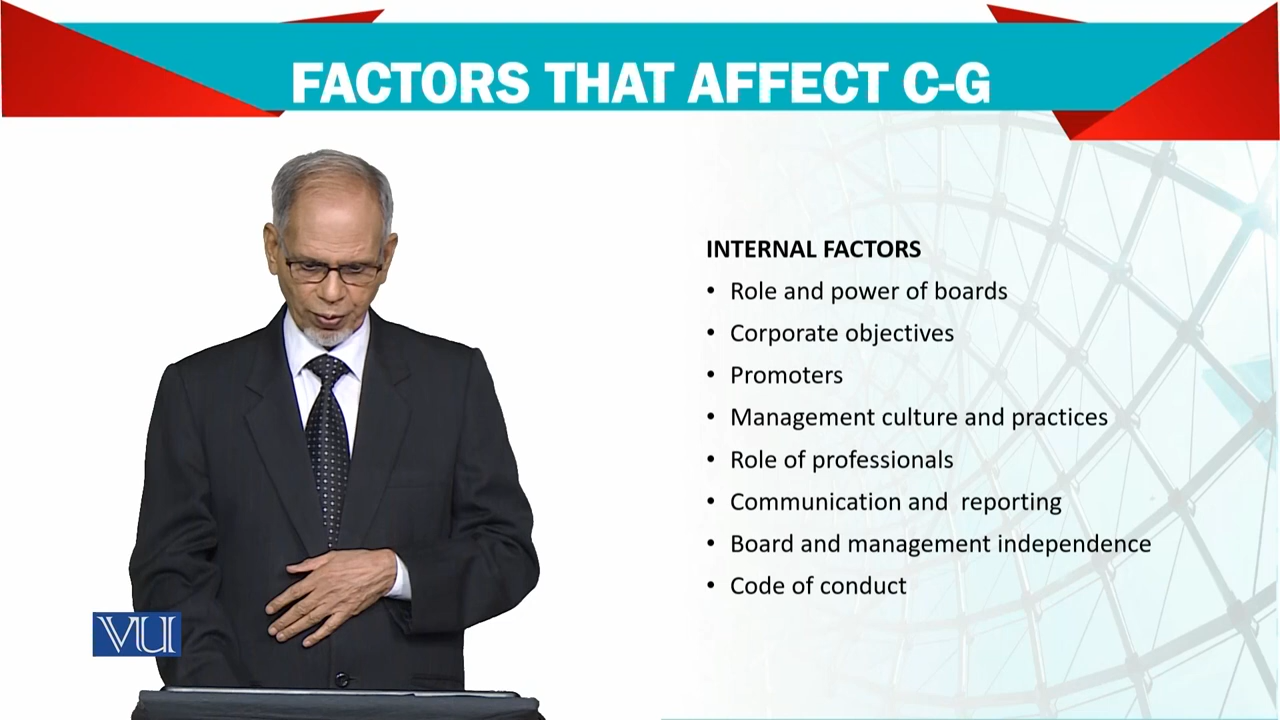 FACTORS THAT AFFECT C-G
INTERNAL FACTORS
• Role and power of boards
• Corporate objectives
• Promoters
• Management culture and practices
• Role of professionals
• Communication and  reporting
• Board and management independence
• Code of conduct
VU